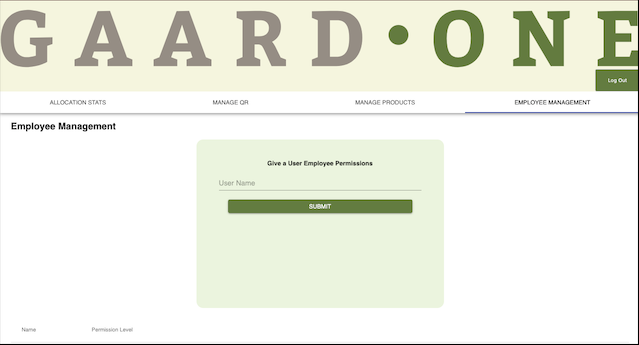 GAARD•ONE
Log Out
ALLOCATION STATS MANAGE QR MANAGE PRODUCTS EMPLOYEE MANAGEMENT
Employee Management
Give a User Employee Permissions
User Name
SUBMIT
Name Permission Level